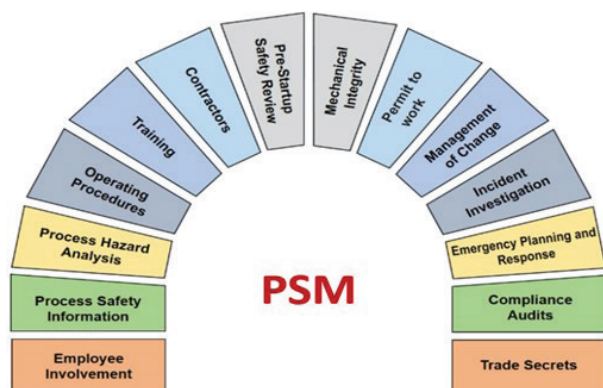 Employee
Involvement
Process Safety
Information
Process Hazard
Analysis
Operating
Procedures
Training
Contractors
Pre-Startup
Safety Review
Mechanical
Integrity
Permit to
work
Management
of Change
Incident
Investigation
Emergency Planning and
Response
Compliance
Audits
Trade Secrets
PSM